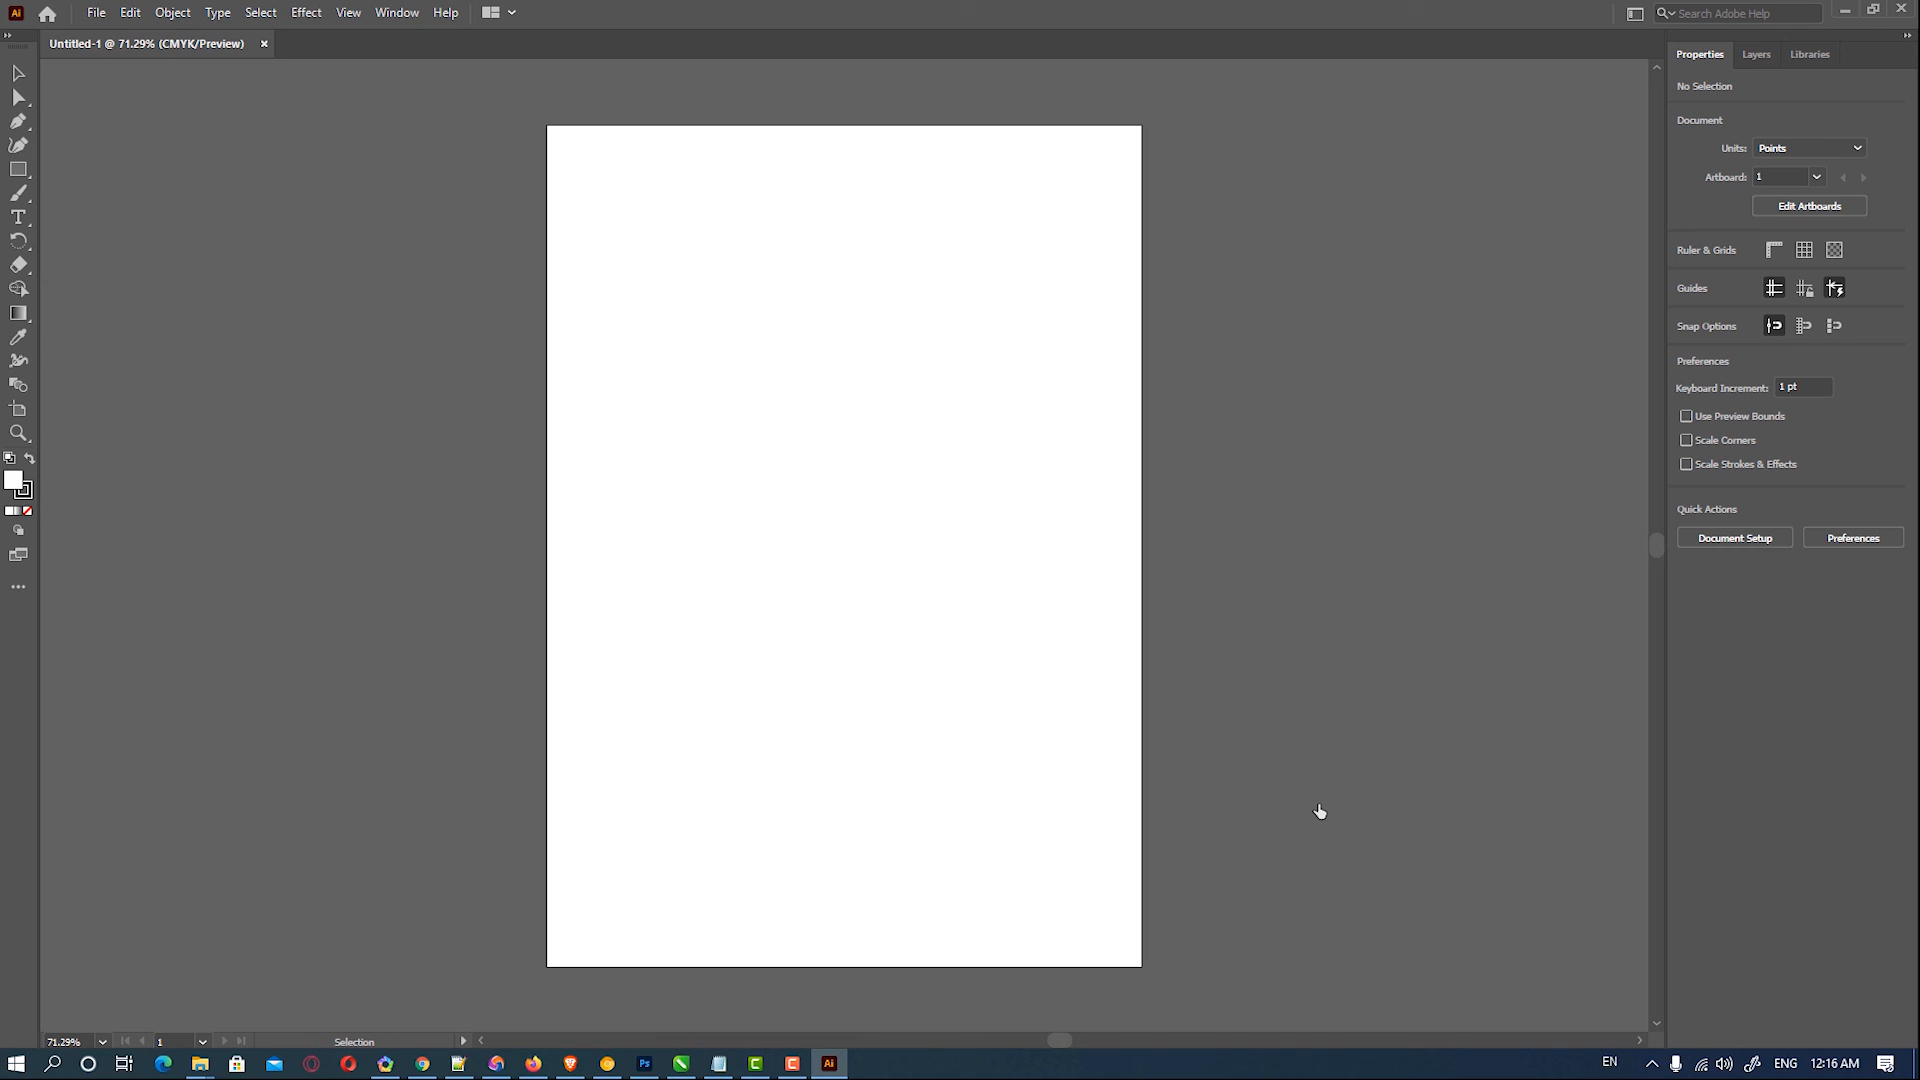 Ai File Edit Object Type Select Effect View Window Help Search Adobe Help
Untitled-1 @ 71.29% (CMYK/Preview) ×
Properties Layers Libraries
No Selection
Document
Units: Points
Artboard: 1
Edit Artboards
Ruler & Grids
Guides
Snap Options
Preferences
Keyboard Increment: 1 pt
Use Preview Bounds
Scale Corners
Scale Strokes & Effects
Quick Actions
Document Setup Preferences
71.29% 1 Selection
Ps Ai EN ENG 12:16 AM